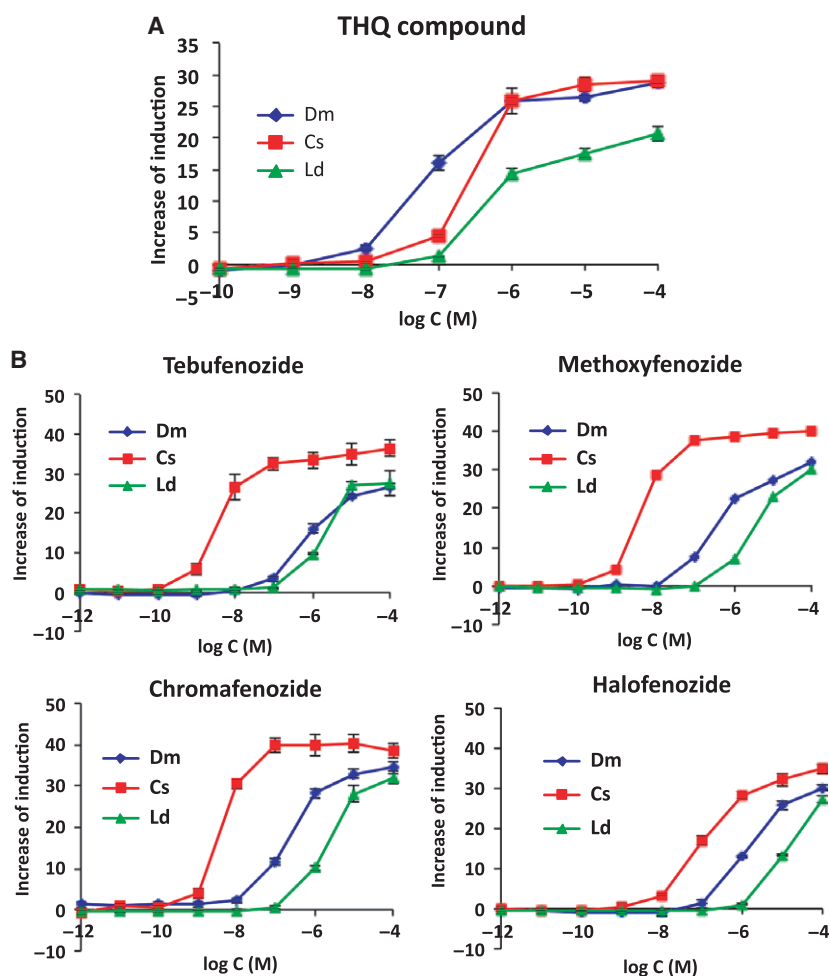 A
THQ compound
Increase of induction
35
30
25
20
15
10
5
0
−5
Dm
Cs
Ld
−10 −9 −8 −7 −6 −5 −4
log C (M)
B
Tebufenozide
Increase of induction
50
40
30
20
10
0
−10
Dm
Cs
Ld
−12 −10 −8 −6 −4
log C (M)
Methoxyfenozide
Increase of induction
50
40
30
20
10
0
−10
Dm
Cs
Ld
−12 −10 −8 −6 −4
log C (M)
Chromafenozide
Increase of induction
50
40
30
20
10
0
−10
Dm
Cs
Ld
−12 −10 −8 −6 −4
log C (M)
Halofenozide
Increase of induction
50
40
30
20
10
0
−10
Dm
Cs
Ld
−12 −10 −8 −6 −4
log C (M)